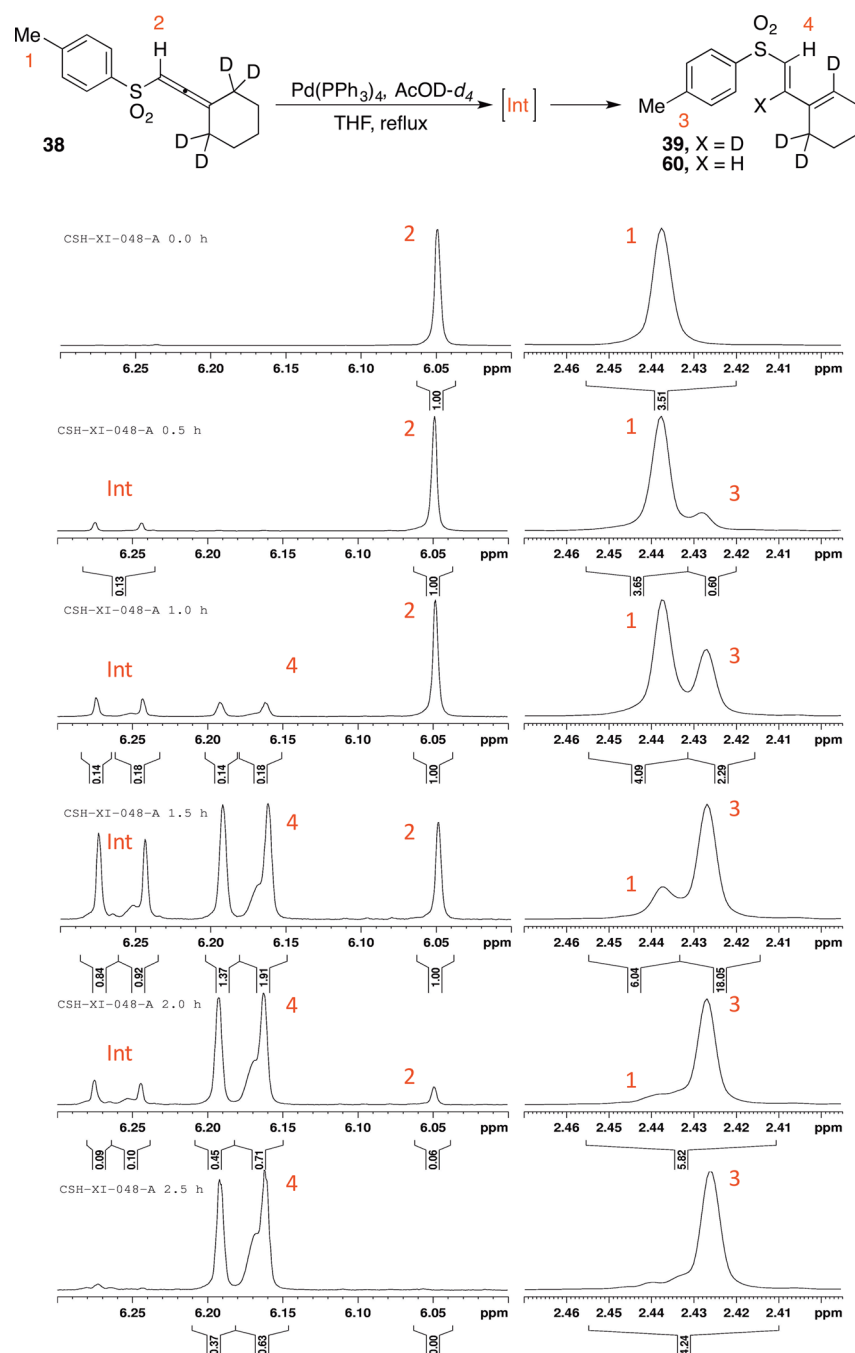 Me
1
2
H
D
D
S
O2
D
D
38
Pd(PPh3)4, AcOD-d4
THF, reflux
[Int]
O2
4
S
H
D
X
Me
3
D
D
39, X = D
60, X = H
CSH-XI-048-A 0.0 h
2
1
6.25 6.20 6.15 6.10 6.05 ppm
2.46 2.45 2.44 2.43 2.42 2.41 ppm
1.00
3.51
CSH-XI-048-A 0.5 h
Int
2
1
3
6.25 6.20 6.15 6.10 6.05 ppm
2.46 2.45 2.44 2.43 2.42 2.41 ppm
0.13
1.00
3.65
0.60
CSH-XI-048-A 1.0 h
Int
4
2
1
3
6.25 6.20 6.15 6.10 6.05 ppm
2.46 2.45 2.44 2.43 2.42 2.41 ppm
0.14
0.18
0.14
0.18
1.00
4.09
2.29
CSH-XI-048-A 1.5 h
Int
4
2
1
3
6.25 6.20 6.15 6.10 6.05 ppm
2.46 2.45 2.44 2.43 2.42 2.41 ppm
0.84
0.92
1.37
1.91
1.00
6.04
18.05
CSH-XI-048-A 2.0 h
Int
4
2
1
3
6.25 6.20 6.15 6.10 6.05 ppm
2.46 2.45 2.44 2.43 2.42 2.41 ppm
0.09
0.10
0.45
0.71
0.06
5.82
CSH-XI-048-A 2.5 h
4
3
6.25 6.20 6.15 6.10 6.05 ppm
2.46 2.45 2.44 2.43 2.42 2.41 ppm
0.37
0.63
0.00